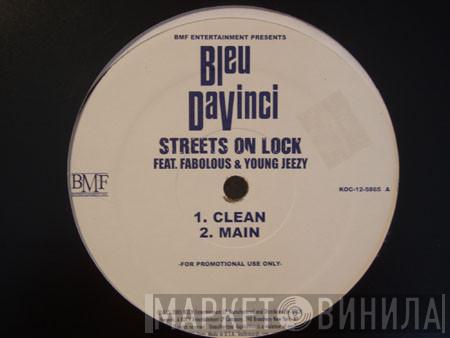 BMF ENTERTAINMENT PRESENTS
Bleu
DaVinci
STREETS ON LOCK
FEAT. FABOLOUS & YOUNG JEEZY
BMF
KOC-12-5865 A
1. CLEAN
2. MAIN
-FOR PROMOTIONAL USE ONLY-
МАРКЕТ ВИНИЛА